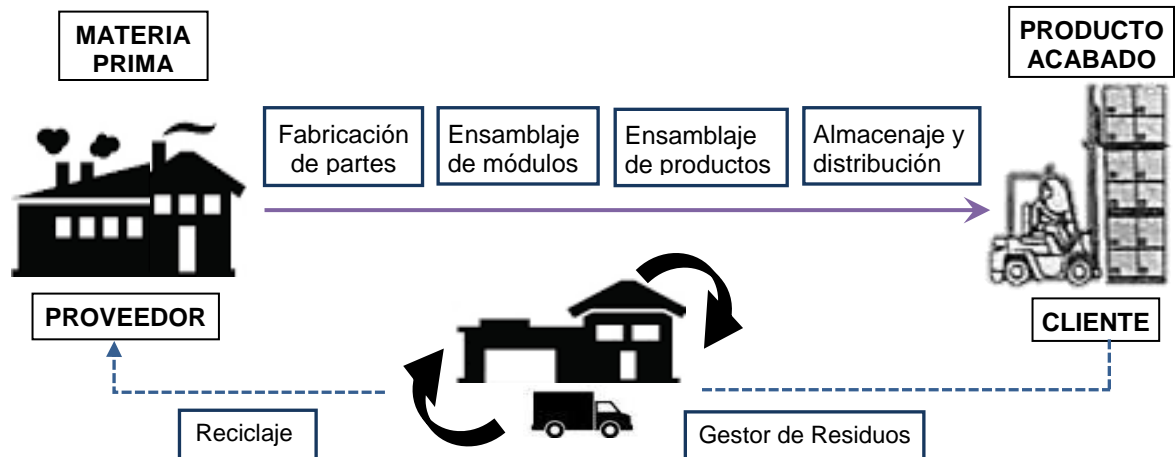 MATERIA
PRIMA
PRODUCTO
ACABADO
Fabricación
de partes
Ensamblaje
de módulos
Ensamblaje
de productos
Almacenaje y
distribución
PROVEEDOR
CLIENTE
Reciclaje
Gestor de Residuos